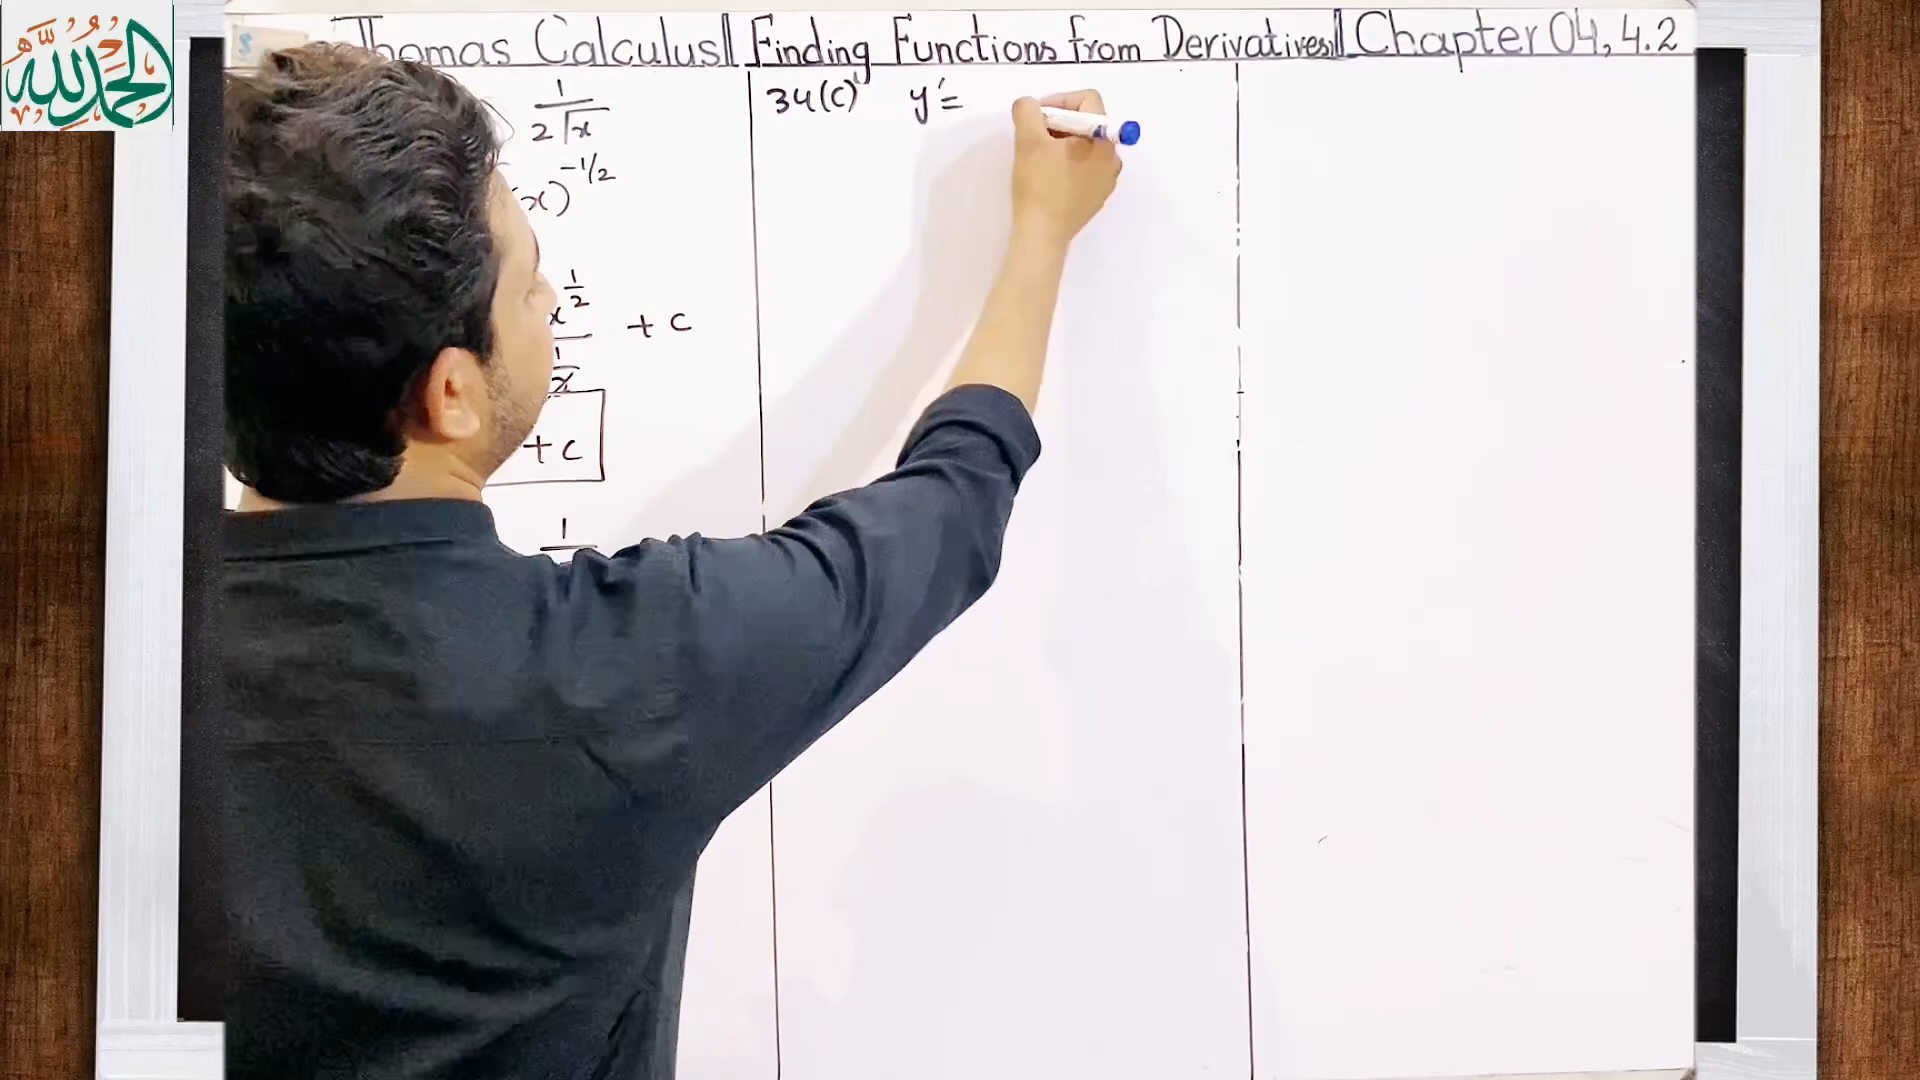 الحمد لله
Thomas Calculus|| Finding Functions from Derivatives|| Chapter 04, 4.2
1
2√x
x)^-1/2
x^1/2 + c
1
x
+ c
1
34(C) y' =